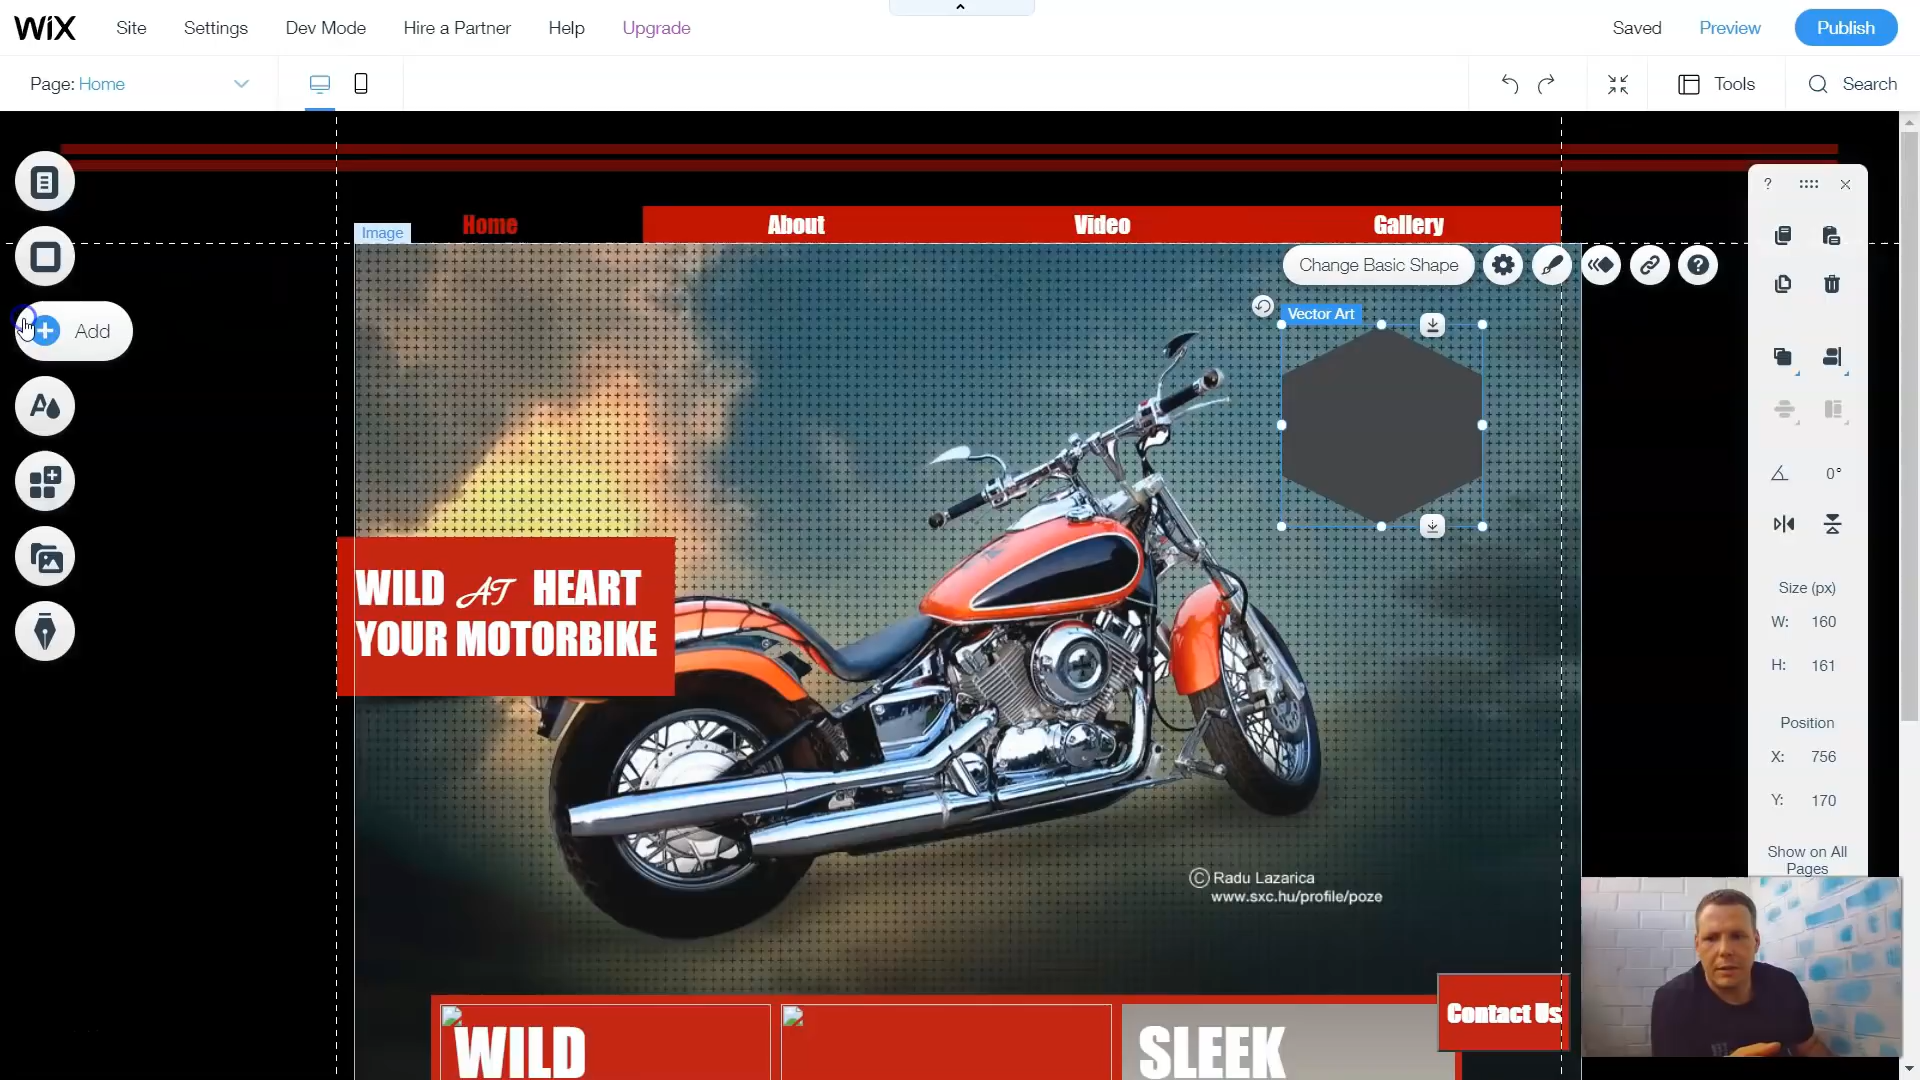 WiX
Site
Settings
Dev Mode
Hire a Partner
Help
Upgrade
Saved
Preview
Publish
Page: Home
Tools
Search
Home
About
Video
Gallery
Image
Change Basic Shape
?
?
Add
Vector Art
0°
WILD AT HEART
YOUR MOTORBIKE
Size (px)
W: 160
H: 161
Position
X: 756
Y: 170
Show on All
Pages
© Radu Lazarica
www.sxc.hu/profile/poze
Contact Us
WILD
SLEEK